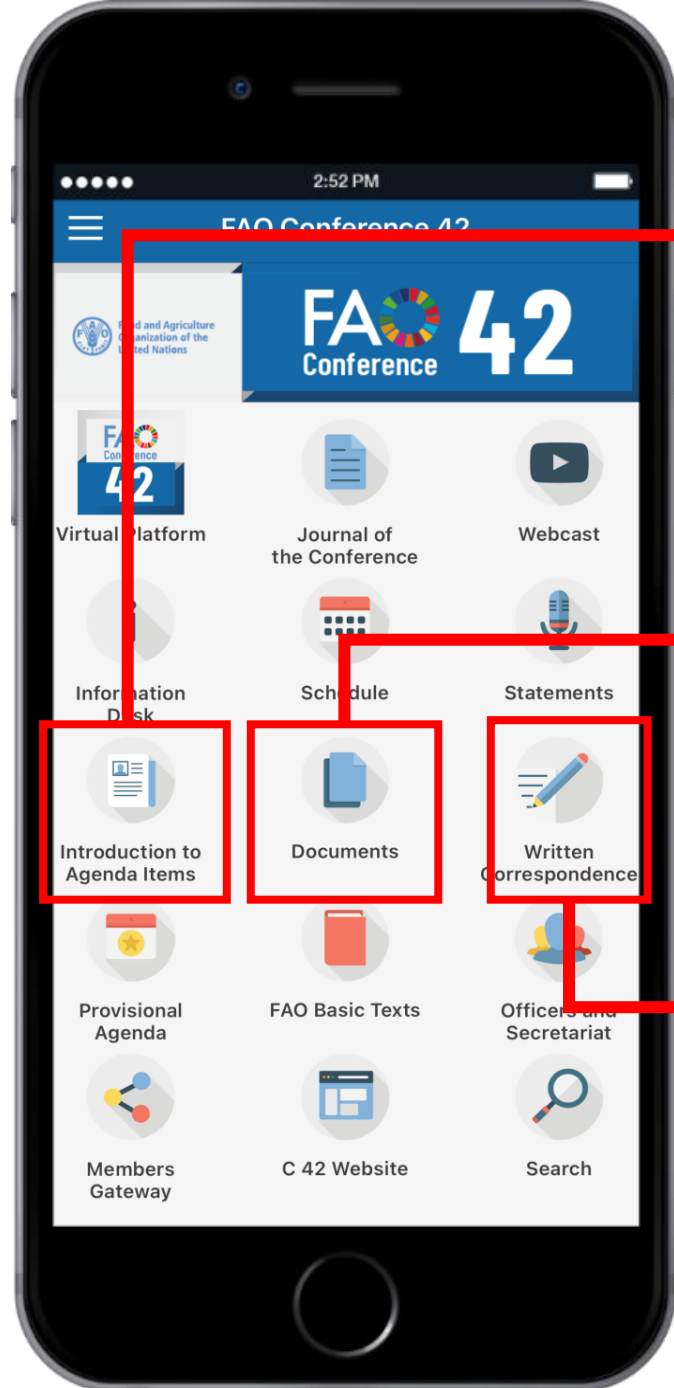 2:52 PM
FAO Conference 42
Food and Agriculture
Organization of the
United Nations
FAO
Conference
42
FAO
Conference
42
Virtual Platform
Journal of
the Conference
Webcast
Information
Desk
Schedule
Statements
Introduction to
Agenda Items
Documents
Written
Correspondence
Provisional
Agenda
FAO Basic Texts
Officers and
Secretariat
Members
Gateway
C 42 Website
Search